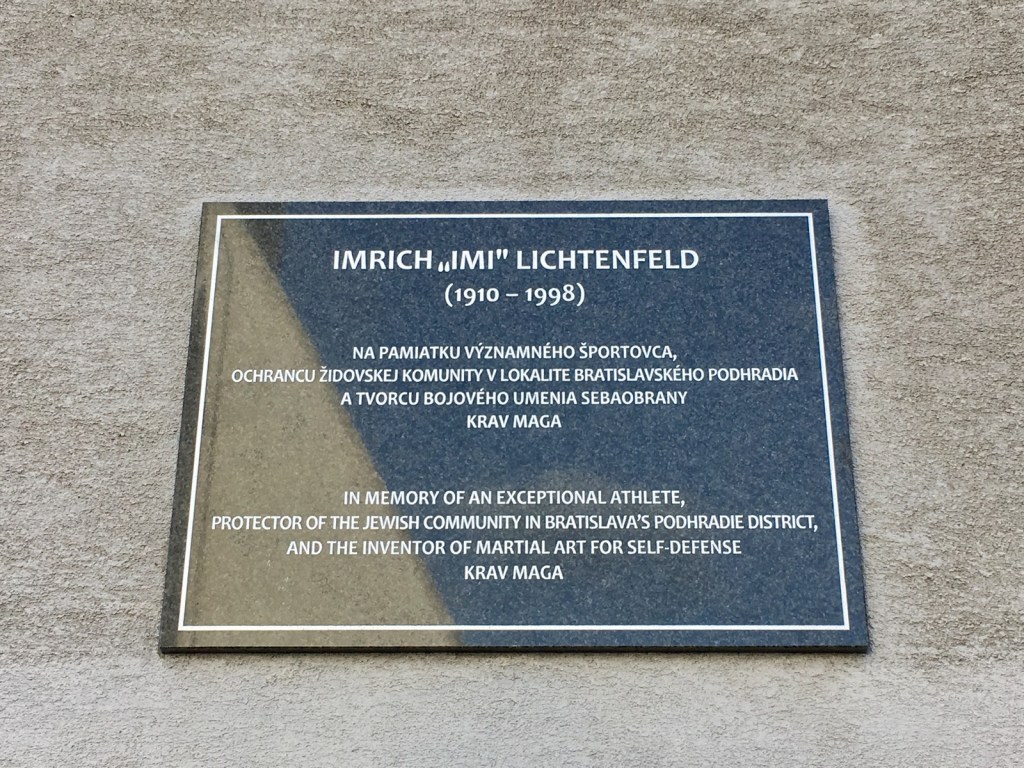 IMRICH „IMI" LICHTENFELD
(1910 – 1998)
NA PAMIATKU VÝZNAMNÉHO ŠPORTOVCA,
OCHRANCU ŽIDOVSKEJ KOMUNITY V LOKALITE BRATISLAVSKÉHO PODHRADIA
A TVORCU BOJOVÉHO UMENIA SEBAOBRANY
KRAV MAGA
IN MEMORY OF AN EXCEPTIONAL ATHLETE,
PROTECTOR OF THE JEWISH COMMUNITY IN BRATISLAVA'S PODHRADIE DISTRICT,
AND THE INVENTOR OF MARTIAL ART FOR SELF-DEFENSE
KRAV MAGA